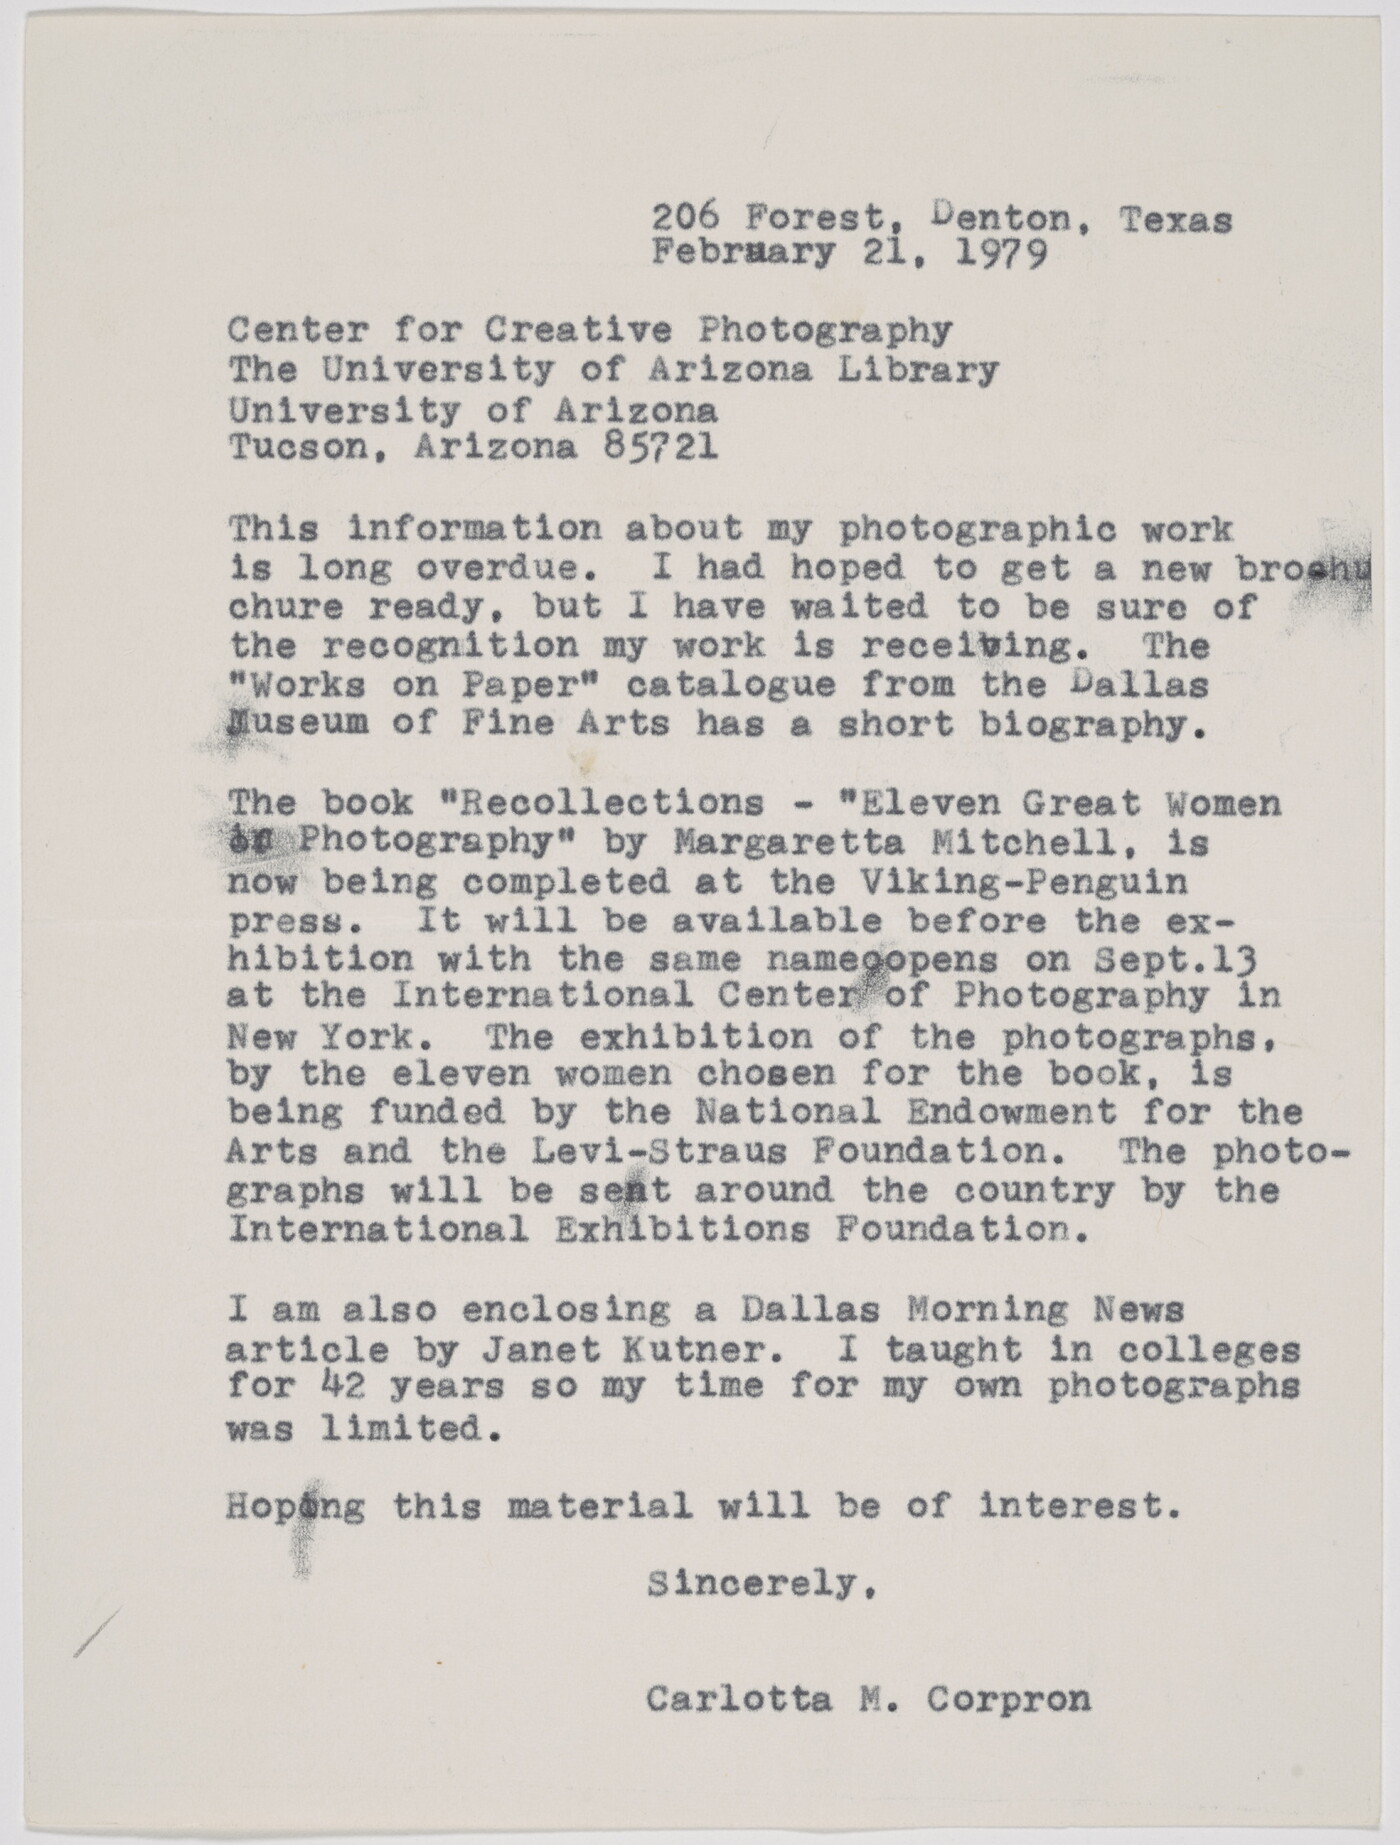 206 Forest, Denton, Texas
February 21, 1979
Center for Creative Photography
The University of Arizona Library
University of Arizona
Tucson, Arizona 85721
This information about my photographic work
is long overdue. I had hoped to get a new broshu
chure ready, but I have waited to be sure of
the recognition my work is receiving. The
"Works on Paper" catalogue from the Dallas
Museum of Fine Arts has a short biography.
The book "Recollections - "Eleven Great Women
in Photography" by Margaretta Mitchell, is
now being completed at the Viking-Penguin
press. It will be available before the ex-
hibition with the same nameoopens on Sept.13
at the International Center of Photography in
New York. The exhibition of the photographs,
by the eleven women chosen for the book, is
being funded by the National Endowment for the
Arts and the Levi-Straus Foundation. The photo-
graphs will be sent around the country by the
International Exhibitions Foundation.
I am also enclosing a Dallas Morning News
article by Janet Kutner. I taught in colleges
for 42 years so my time for my own photographs
was limited.
Hoping this material will be of interest.
Sincerely,
Carlotta M. Corpron